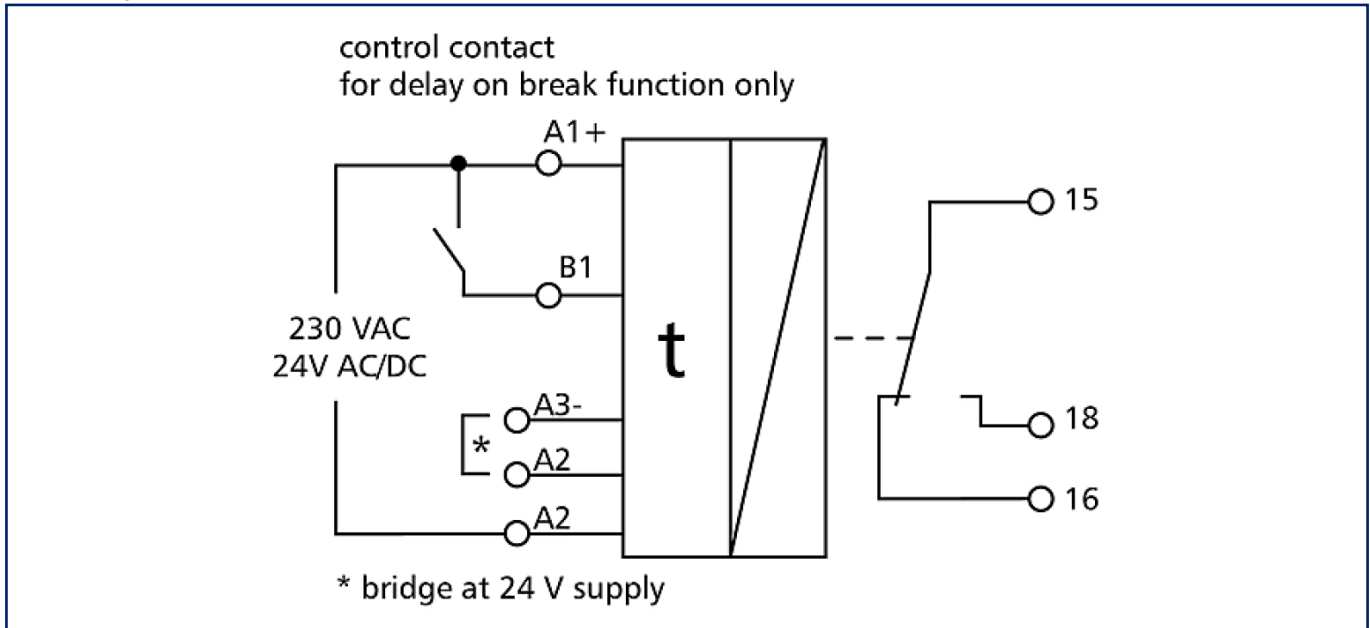 control contact
for delay on break function only
A1+
15
B1
230 VAC
24V AC/DC
t
A3-
*
18
A2
16
A2
* bridge at 24 V supply